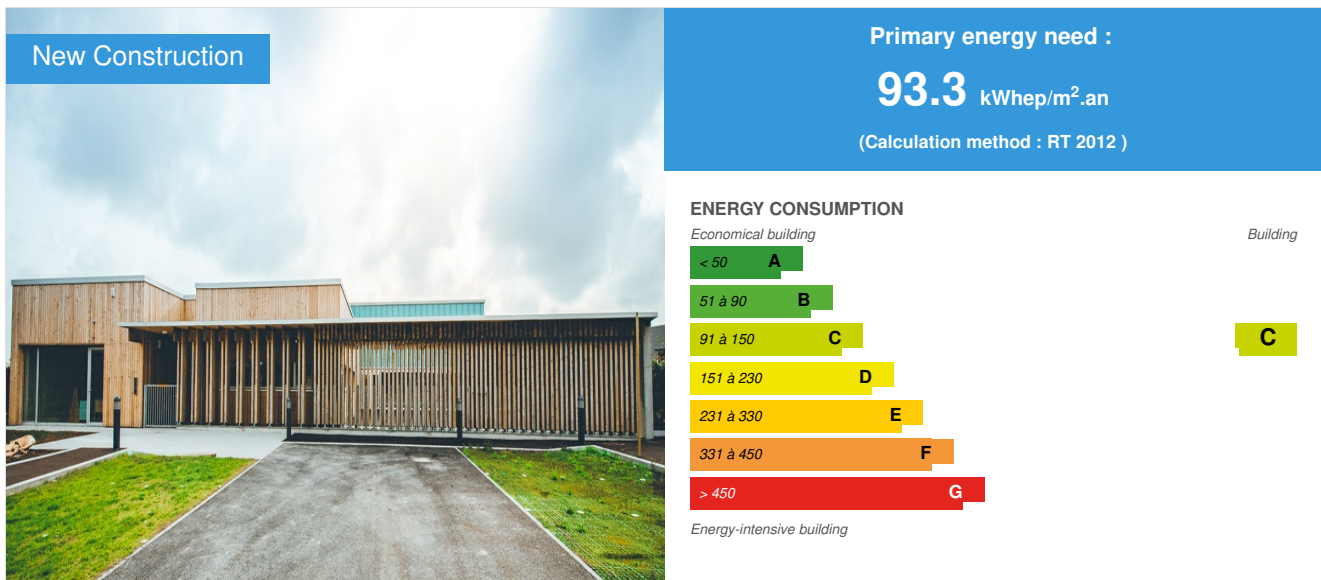 New Construction
Primary energy need :
93.3 kWhep/m².an
(Calculation method : RT 2012 )
ENERGY CONSUMPTION
Economical building
Building
< 50 A
51 à 90 B
91 à 150 C
C
151 à 230 D
231 à 330 E
331 à 450 F
> 450 G
Energy-intensive building